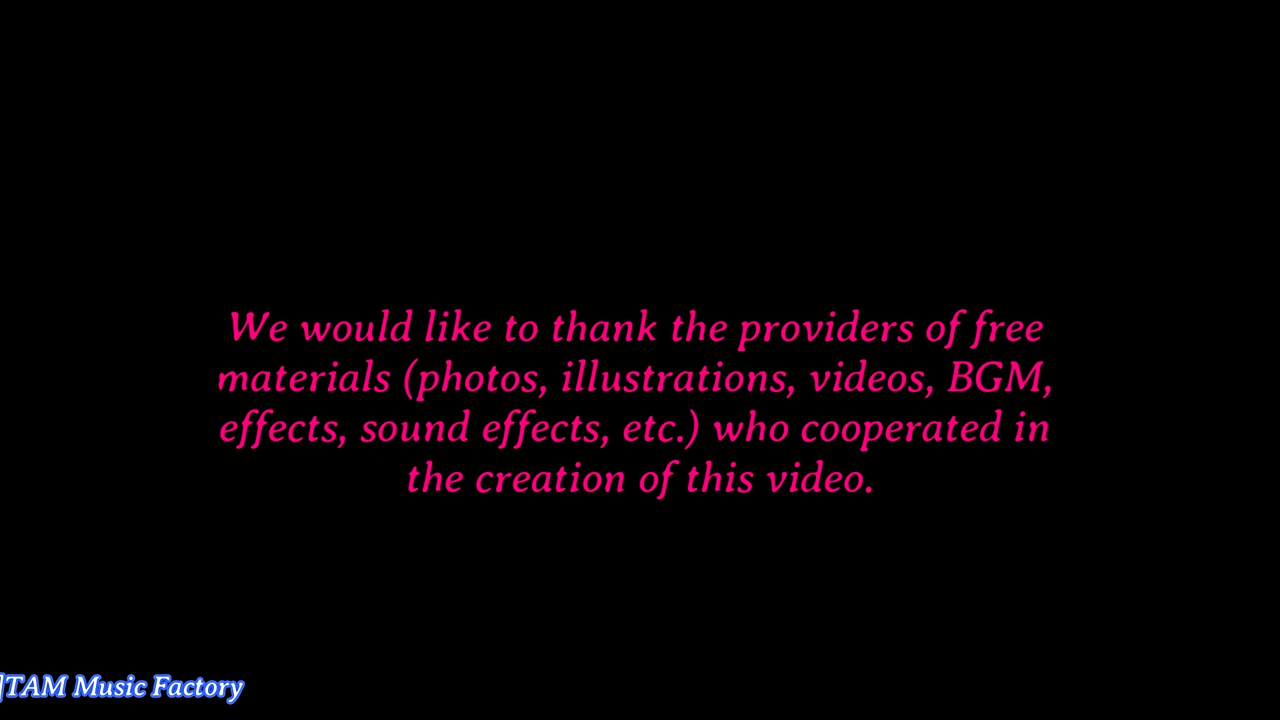 We would like to thank the providers of free
materials (photos, illustrations, videos, BGM,
effects, sound effects, etc.) who cooperated in
the creation of this video.
]TAM Music Factory